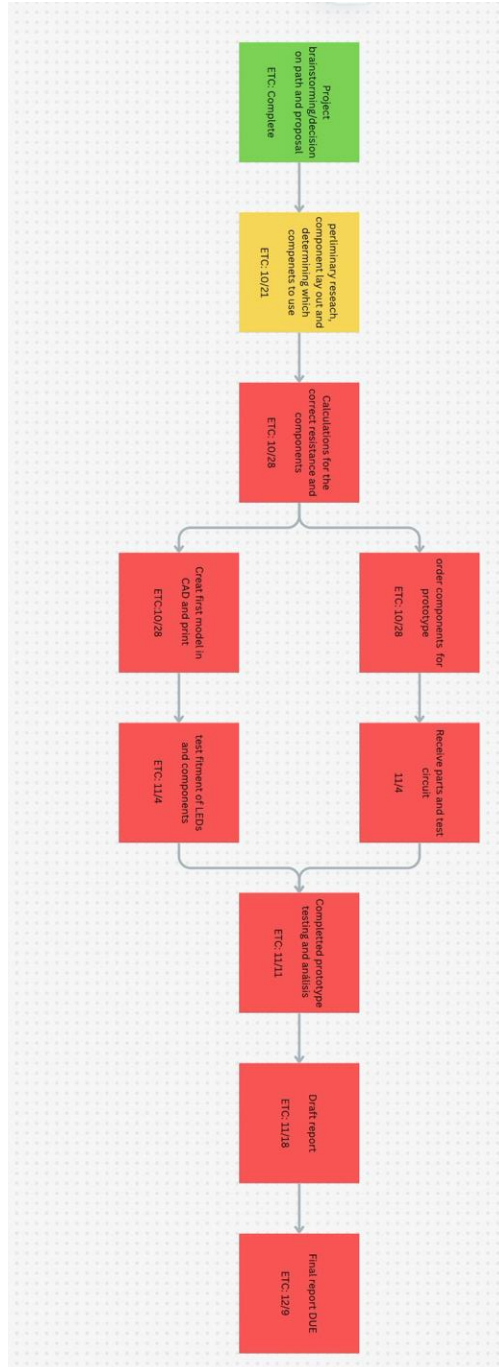 Project
brainstorming/decision
on path and proposal
ETC: Complete
perliminary reseach,
component lay out and
determining which
compenets to use
ETC: 10/21
Calculations for the
correct resistance and
components
ETC: 10/28
order components for
prototype
ETC: 10/28
Receive parts and test
circuit
11/4
Creat first model in
CAD and print
ETC:10/28
test fitment of LEDs
and components
ETC: 11/4
Completted prototype
testing and análisis
ETC: 11/11
Draft report
ETC: 11/18
Final report DUE
ETC: 12/9